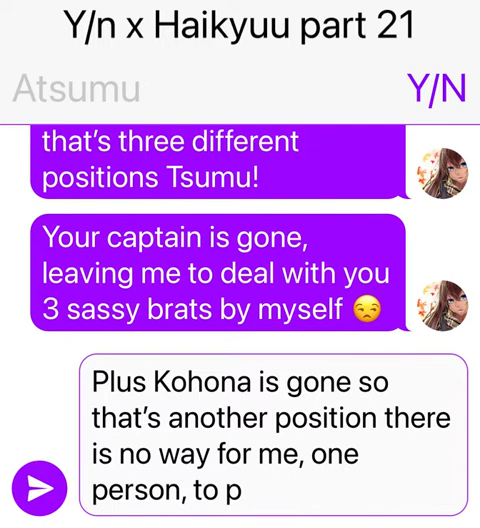 Y/n x Haikyuu part 21
Atsumu
Y/N
that's three different
positions Tsumu!
Your captain is gone,
leaving me to deal with you
3 sassy brats by myself 😒
Plus Kohona is gone so
that's another position there
is no way for me, one
person, to p